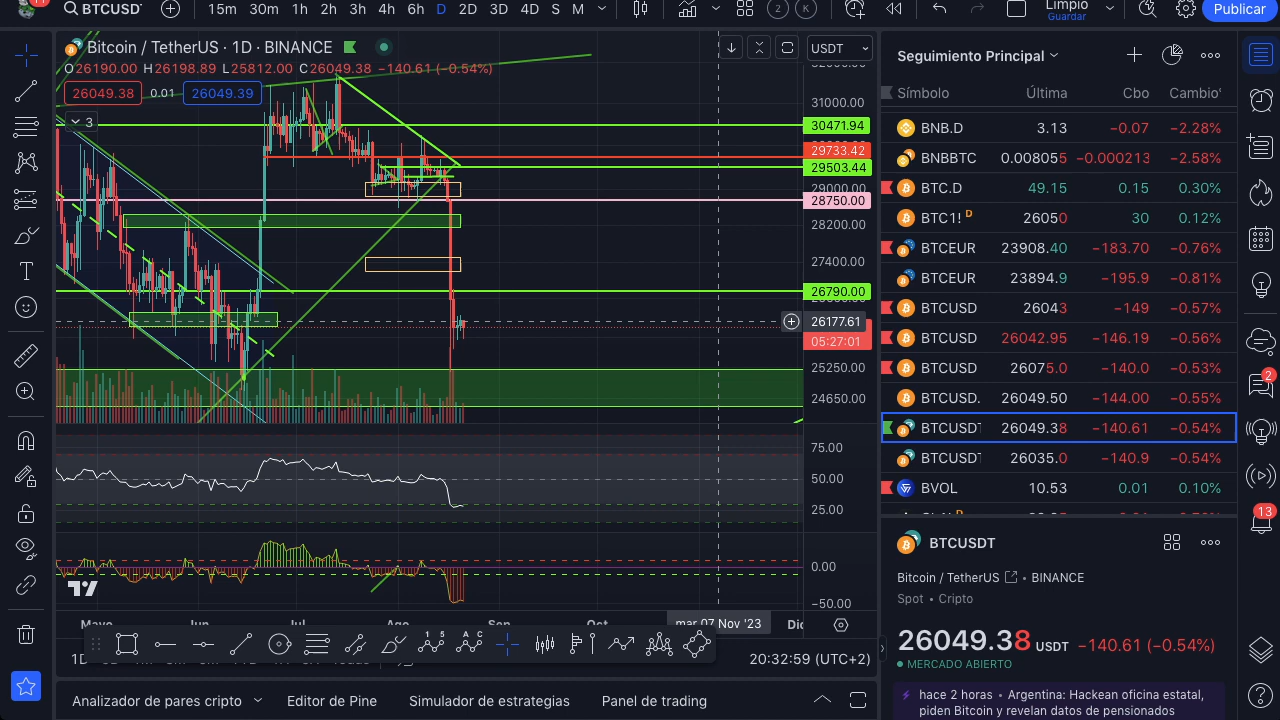 BTCUSDT
15m 30m 1h 2h 3h 4h 6h D 2D 3D 4D S M
2 K
Limpio
Guardar
Publicar
Bitcoin / TetherUS · 1D · BINANCE
O26190.00 H26198.89 L25812.00 C26049.38 −140.61 (−0.54%)
26049.38 0.01 26049.39
3
USDT
31000.00
30471.94
29733.42
29503.44
29000.00
28750.00
28200.00
27400.00
26790.00
26177.61
05:27:01
25250.00
24650.00
75.00
50.00
25.00
0.00
−50.00
Mayo Jun Jul Ago Sep Oct mar 07 Nov '23 Dic
1D
20:32:59 (UTC+2)
Analizador de pares cripto Editor de Pine Simulador de estrategias Panel de trading
Seguimiento Principal
Símbolo Última Cbo Cambio%
BNB.D 3.13 −0.07 −2.28%
BNBBTC 0.008055 −2.58%
BTC.D 49.15 0.15 0.30%
BTC1! D 26050 30 0.12%
BTCEUR 23908.40 −183.70 −0.76%
BTCEUR 23894.9 −195.9 −0.81%
BTCUSD 26043 −149 −0.57%
BTCUSD 26042.95 −146.19 −0.56%
BTCUSD 26075.0 −140.0 −0.53%
BTCUSD. 26049.50 −144.00 −0.55%
BTCUSDT 26049.38 −140.61 −0.54%
BTCUSDT 26035.0 −140.9 −0.54%
BVOL 10.53 0.01 0.10%
BTCUSDT
Bitcoin / TetherUS • BINANCE
Spot • Cripto
26049.38 USDT −140.61 (−0.54%)
MERCADO ABIERTO
hace 2 horas • Argentina: Hackean oficina estatal,
piden Bitcoin y revelan datos de pensionados
2
13